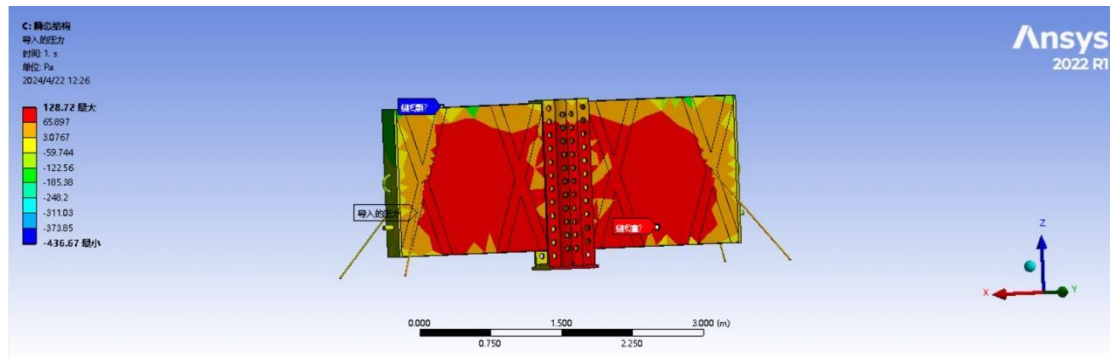 C: 瞬态结构
导入的压力
时间: 1. s
单位: Pa
2024/4/22 12:26
128.72 最大
65.897
3.0767
-59.744
-122.56
-185.38
-248.2
-311.03
-373.85
-436.67 最小
Ansys
2022 R1
导入的压力
Z
X
Y
0.000
1.500
3.000 (m)
0.750
2.250